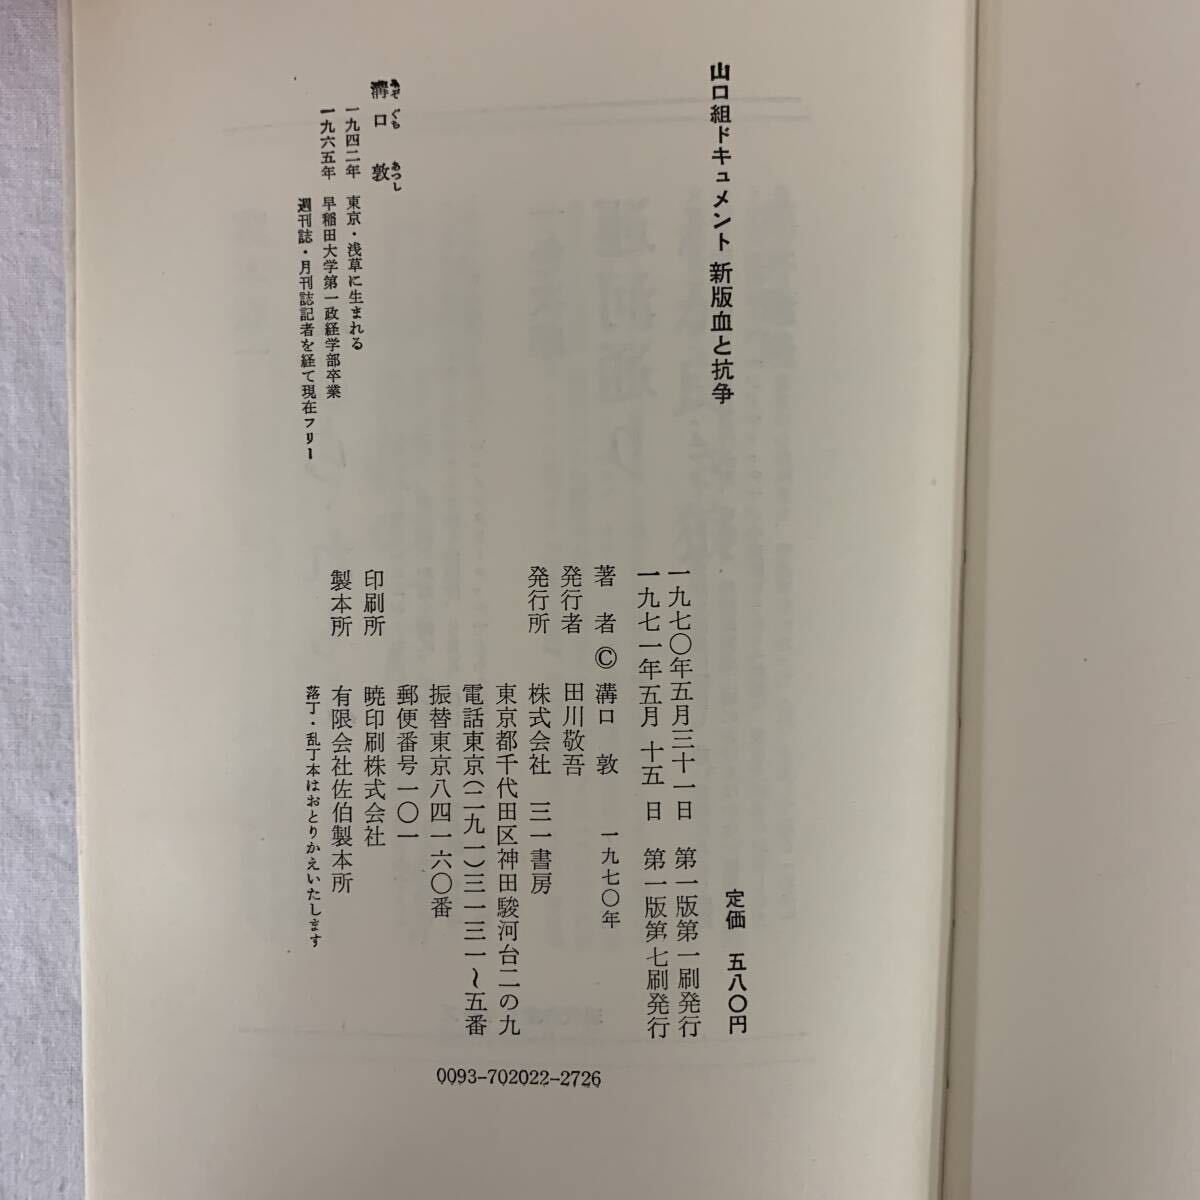 山口組ドキュメント 新版血と抗争
みぞ ぐち あつし
溝口 敦
一九四二年 東京・浅草に生まれる
一九六五年 早稲田大学第一政経学部卒業
週刊誌・月刊誌記者を経て現在フリー
定価 五八〇円
一九七〇年五月三十一日 第一版第一刷発行
一九七一年五月 十五 日 第一版第七刷発行
著 者 © 溝口 敦 一九七〇年
発行者 田川敬吾
発行所 株式会社 三一書房
東京都千代田区神田駿河台二の九
電話東京(二九一)三一三一〜五番
振替東京八四一六〇番
郵便番号一〇一
印刷所 暁印刷株式会社
製本所 有限会社佐伯製本所
落丁・乱丁本はおとりかえいたします
0093-702022-2726